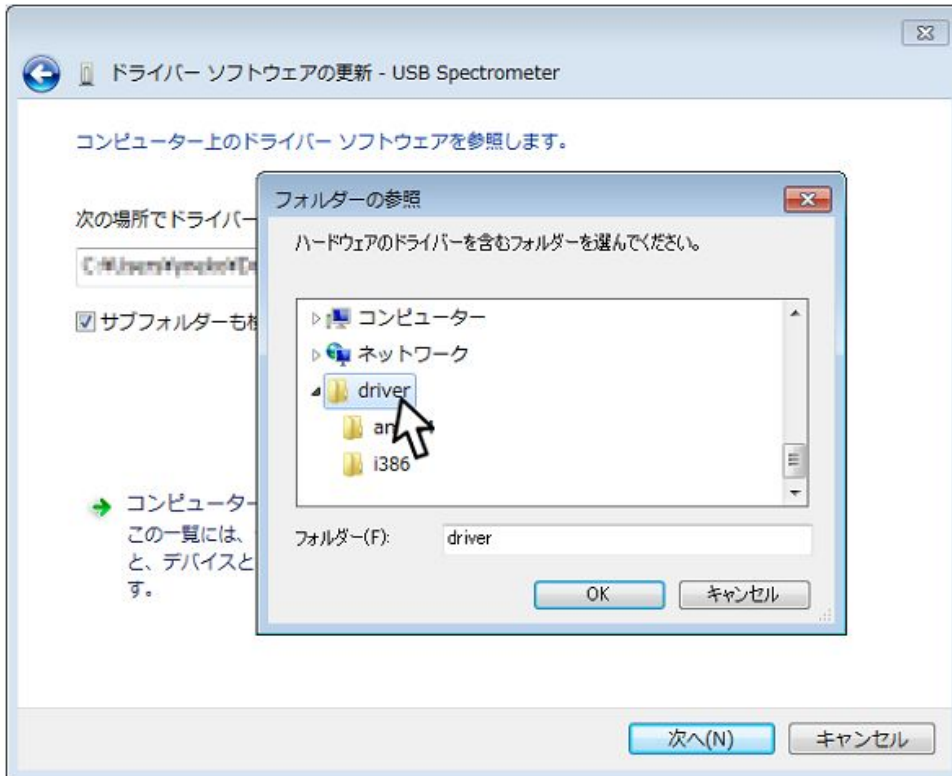 ドライバー ソフトウェアの更新 - USB Spectrometer
コンピューター上のドライバー ソフトウェアを参照します。
次の場所でドライバー
サブフォルダーも
フォルダーの参照
ハードウェアのドライバーを含むフォルダーを選んでください。
コンピューター
ネットワーク
driver
i386
フォルダー(F): driver
OK キャンセル
コンピューター
この一覧には、
と、デバイスと
す。
次へ(N) キャンセル